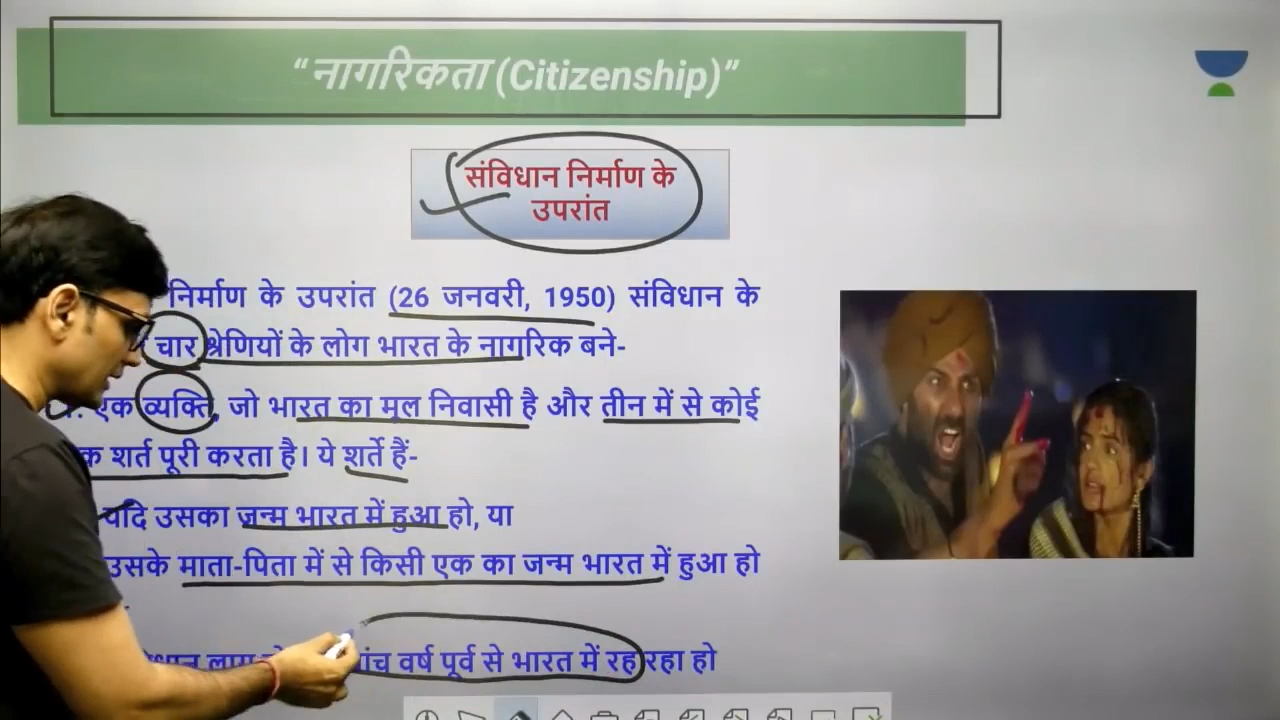 “नागरिकता (Citizenship)”
संविधान निर्माण के
उपरांत
निर्माण के उपरांत (26 जनवरी, 1950) संविधान के
चार श्रेणियों के लोग भारत के नागरिक बने-
एक व्यक्ति, जो भारत का मूल निवासी है और तीन में से कोई
शर्त पूरी करता है। ये शर्ते हैं-
यदि उसका जन्म भारत में हुआ हो, या
उसके माता-पिता में से किसी एक का जन्म भारत में हुआ हो
वर्ष पूर्व से भारत में रह रहा हो